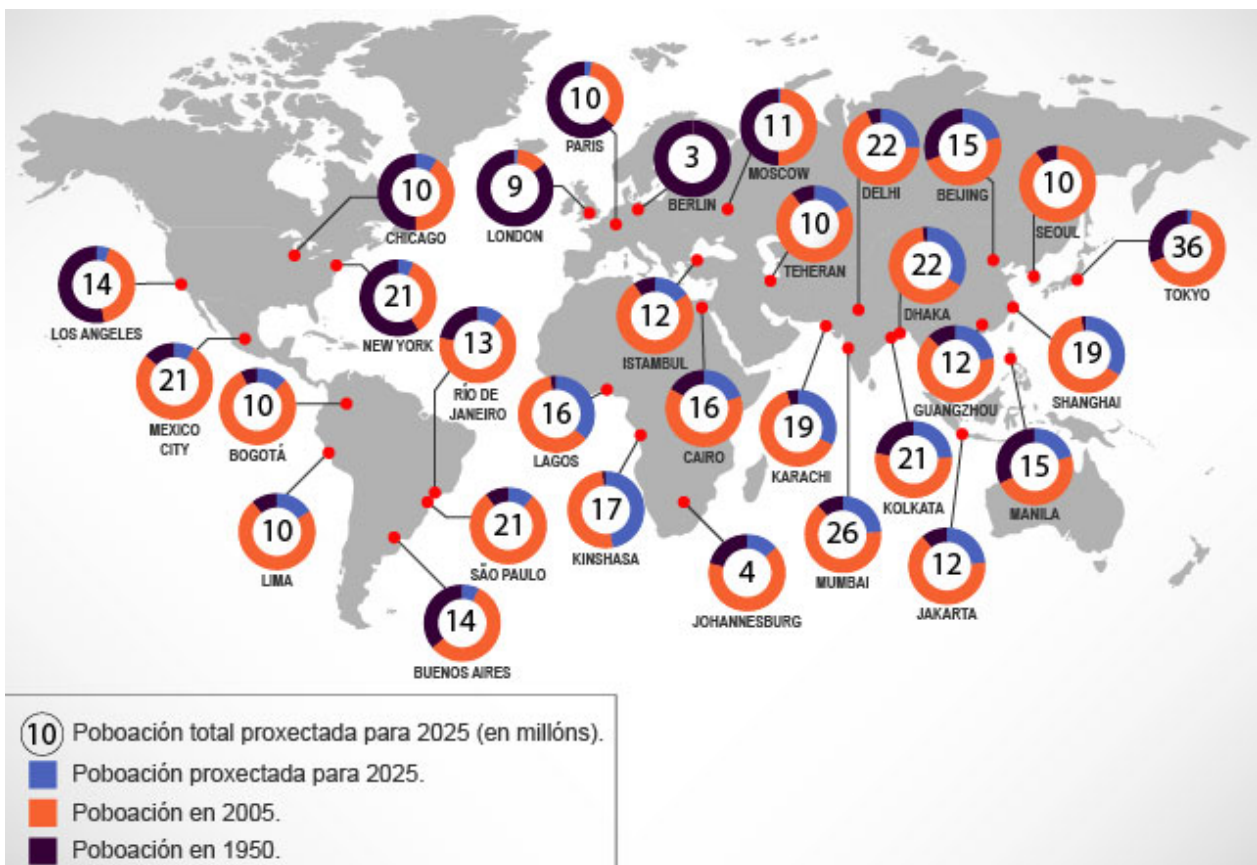 10
PARIS
11
MOSCOW
22
DELHI
15
BEIJING
3
BERLIN
10
SEOUL
9
LONDON
10
CHICAGO
10
TEHERAN
36
TOKYO
22
DHAKA
14
LOS ANGELES
21
NEW YORK
12
ISTAMBUL
13
RÍO DE
JANEIRO
19
SHANGHAI
12
GUANGZHOU
21
MEXICO
CITY
10
BOGOTÁ
16
LAGOS
16
CAIRO
19
KARACHI
21
KOLKATA
15
MANILA
10
LIMA
21
SÃO PAULO
17
KINSHASA
26
MUMBAI
12
JAKARTA
4
JOHANNESBURG
14
BUENOS AIRES
10 Poboación total proxectada para 2025 (en millóns).
Poboación proxectada para 2025.
Poboación en 2005.
Poboación en 1950.